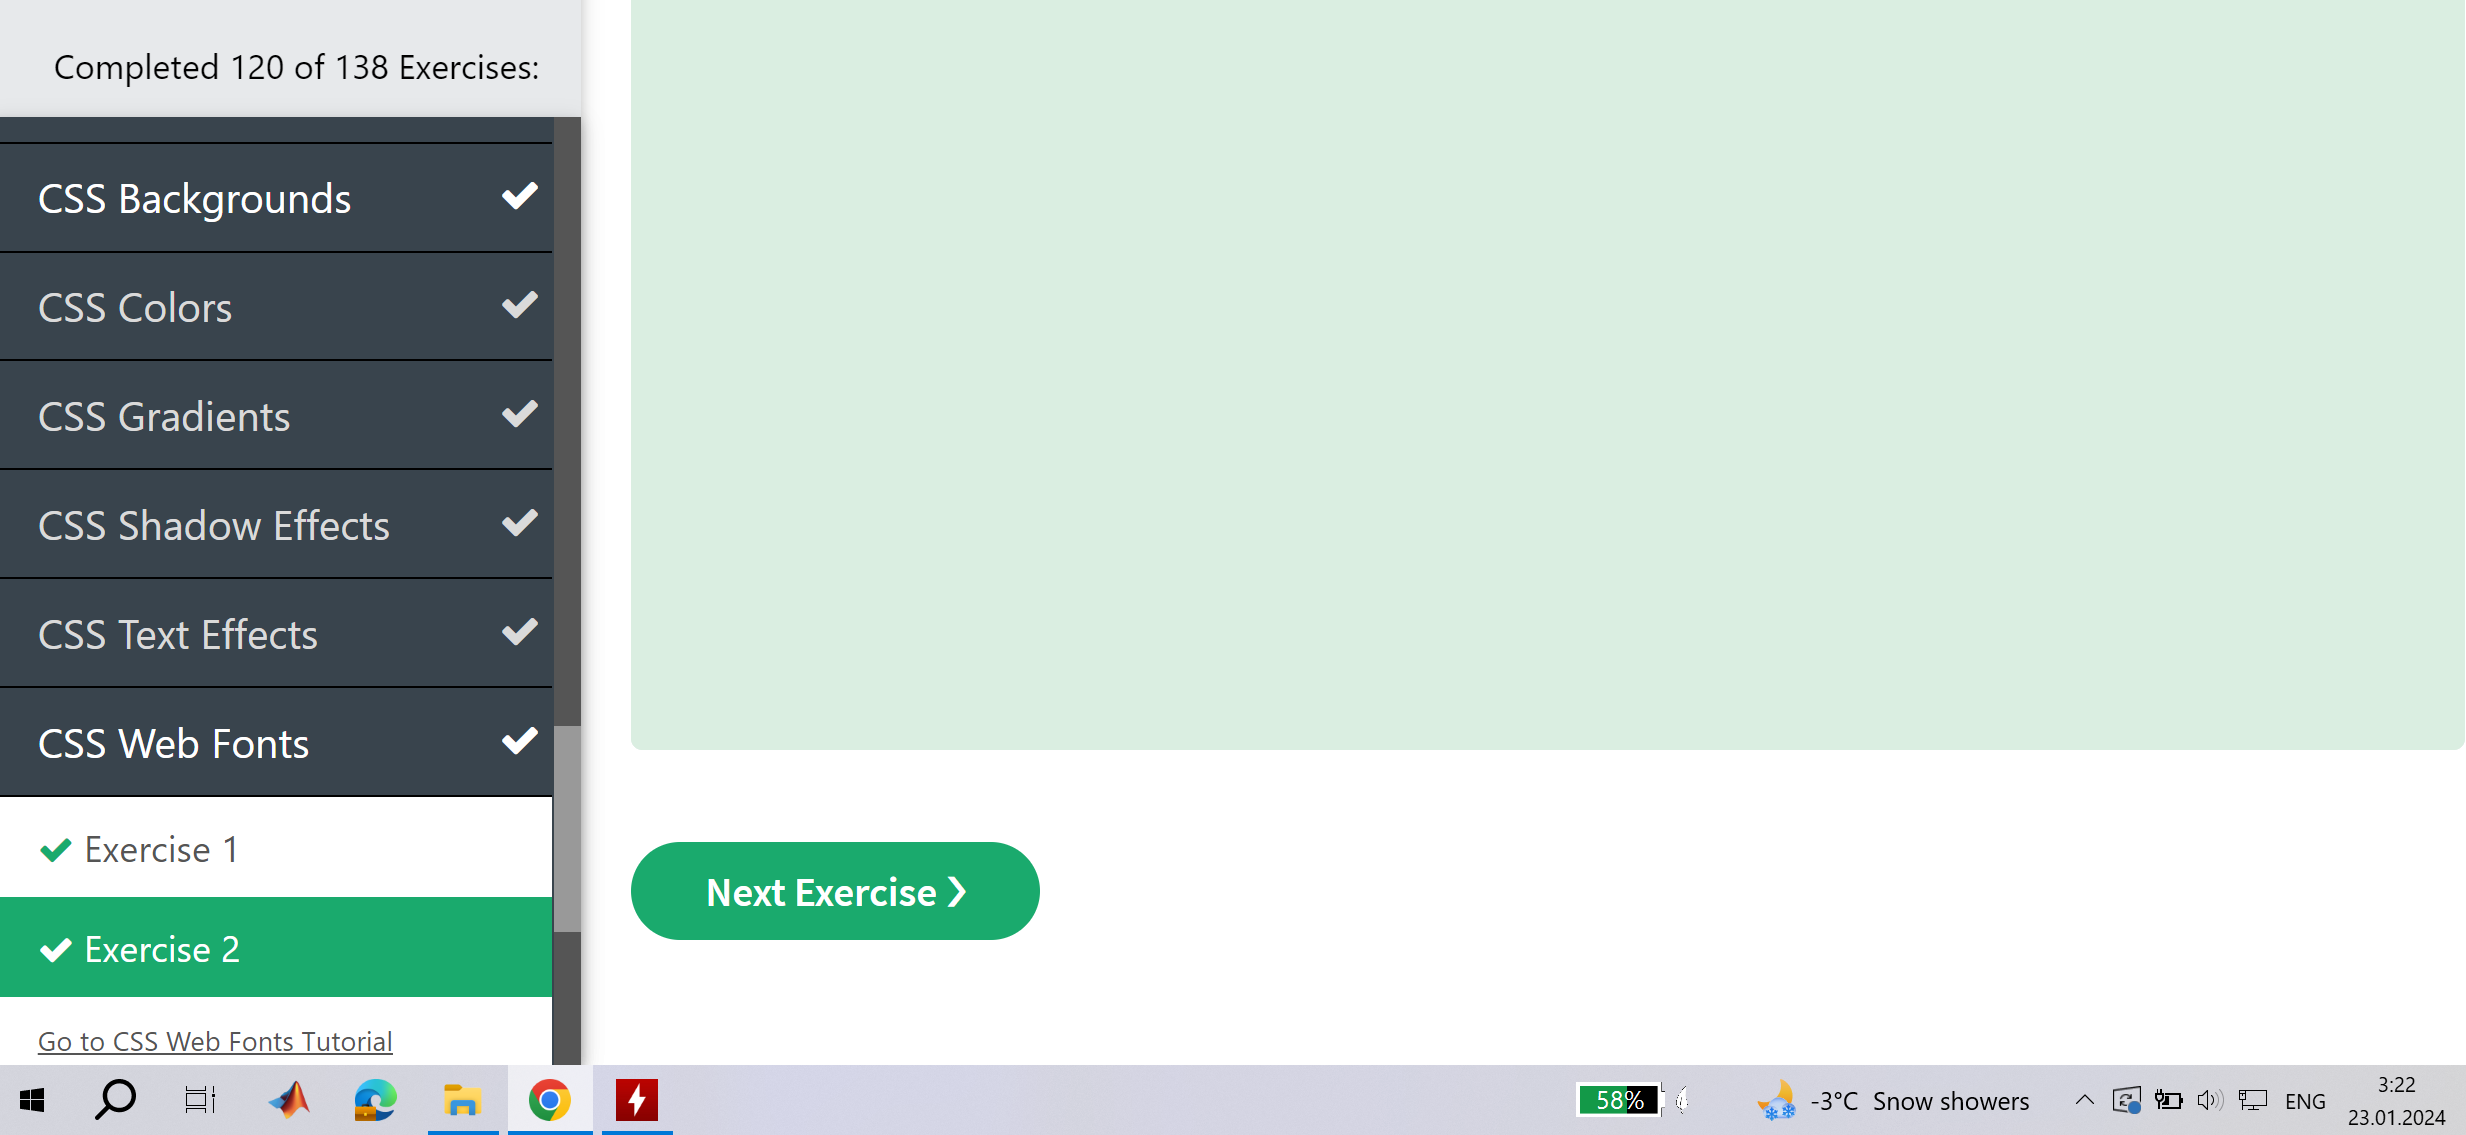 Completed 120 of 138 Exercises:
CSS Backgrounds
CSS Colors
CSS Gradients
CSS Shadow Effects
CSS Text Effects
CSS Web Fonts
Exercise 1
Exercise 2
Go to CSS Web Fonts Tutorial
Next Exercise ❯
58%
-3°C Snow showers
ENG
3:22
23.01.2024